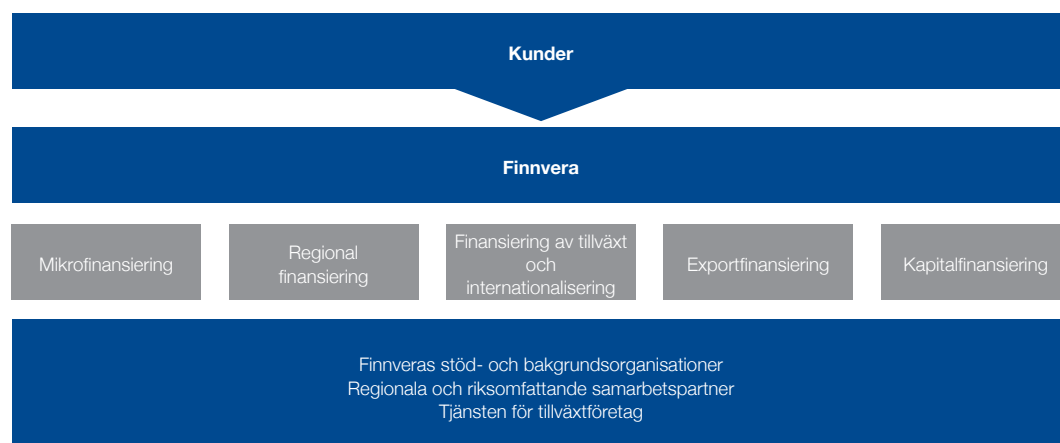 Kunder
Finnvera
Mikrofinansiering
Regional
finansiering
Finansiering av tillväxt
och
internationalisering
Exportfinansiering
Kapitalfinansiering
Finnveras stöd- och bakgrundsorganisationer
Regionala och riksomfattande samarbetspartner
Tjänsten för tillväxtföretag